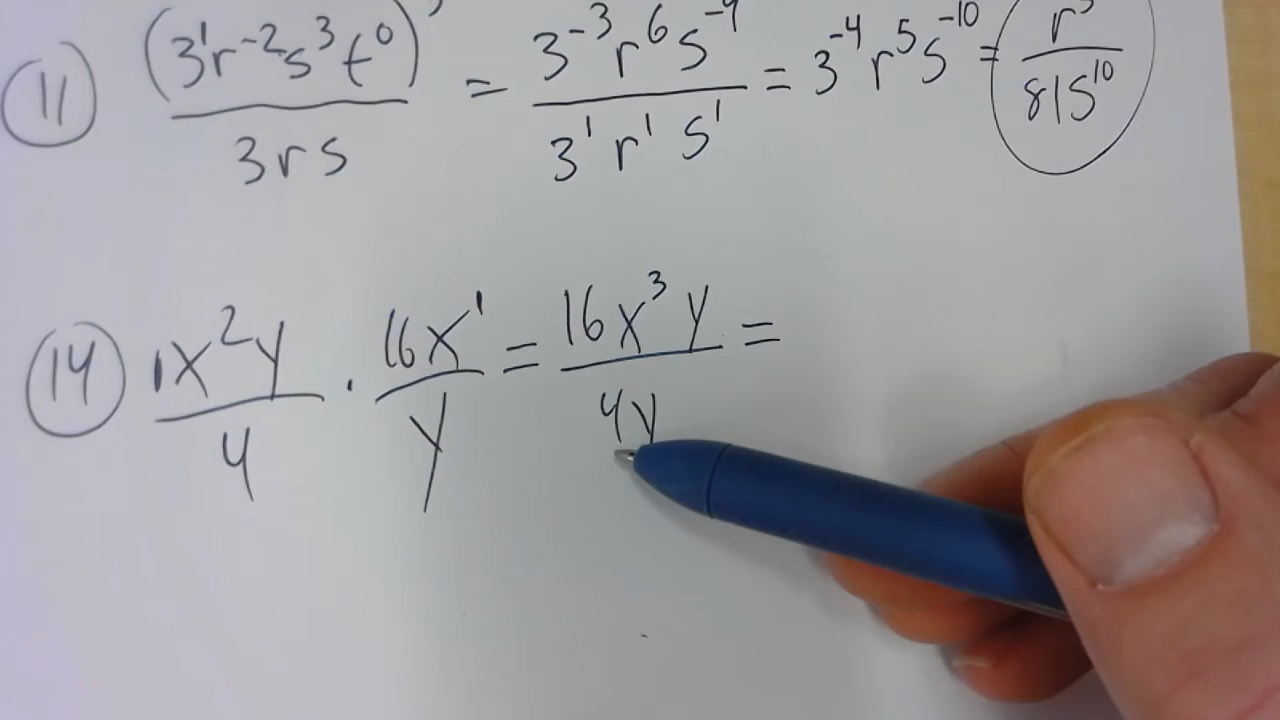 ⑪ (3¹r⁻²s³t⁰)⁻³/3rs = 3⁻³r⁶s⁻⁹/3¹r¹s¹ = 3⁻⁴r⁵s⁻¹⁰ = r⁵/81s¹⁰
⑭ 1x²y/4 · 16x¹/y = 16x³y/4y =